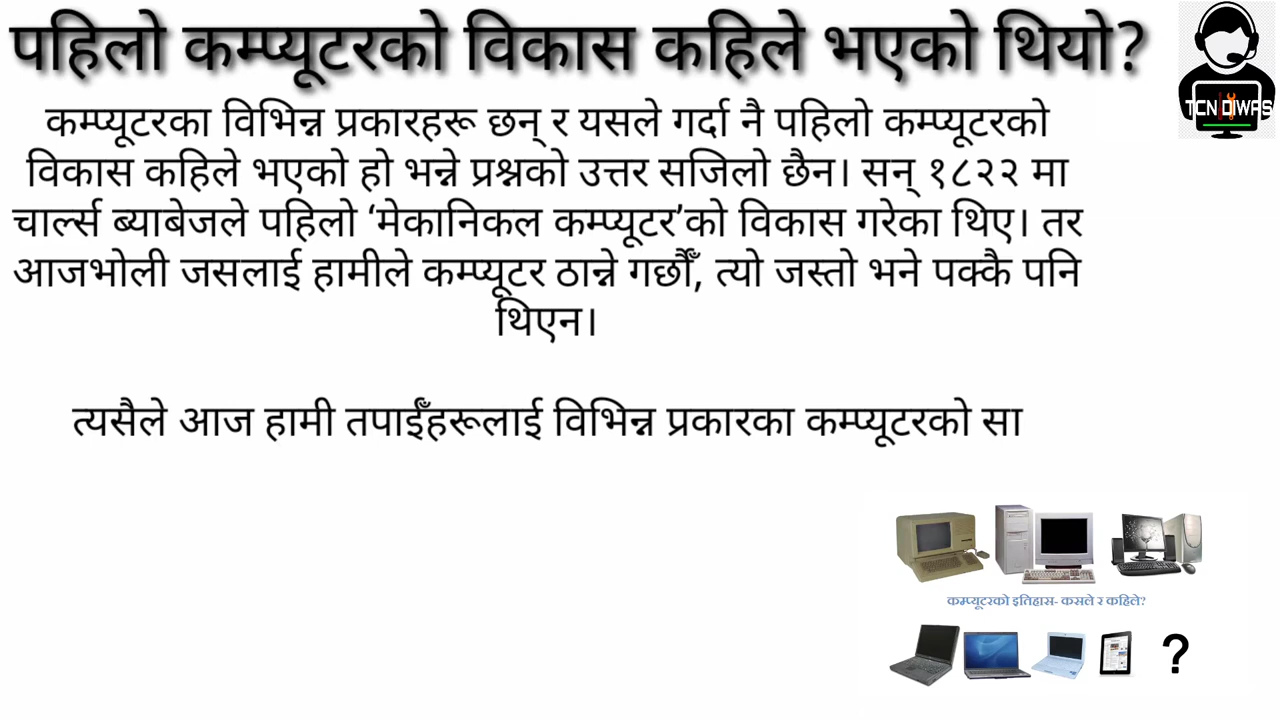 पहिलो कम्प्यूटरको विकास कहिले भएको थियो?
TCN DIWAS
कम्प्यूटरका विभिन्न प्रकारहरू छन् र यसले गर्दा नै पहिलो कम्प्यूटरको
विकास कहिले भएको हो भन्ने प्रश्नको उत्तर सजिलो छैन। सन् १८२२ मा
चार्ल्स ब्याबेजले पहिलो ‘मेकानिकल कम्प्यूटर’को विकास गरेका थिए। तर
आजभोली जसलाई हामीले कम्प्यूटर ठान्ने गर्छौँ, त्यो जस्तो भने पक्कै पनि
थिएन।
त्यसैले आज हामी तपाईँहरूलाई विभिन्न प्रकारका कम्प्यूटरको सा
कम्प्यूटरको इतिहास- कसले र कहिले?
?